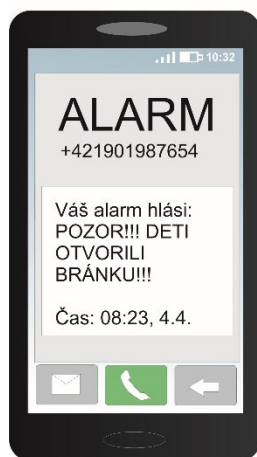 10:32
ALARM
+421901987654
Váš alarm hlási:
POZOR!!! DETI
OTVORILI
BRÁNKU!!!
Čas: 08:23, 4.4.